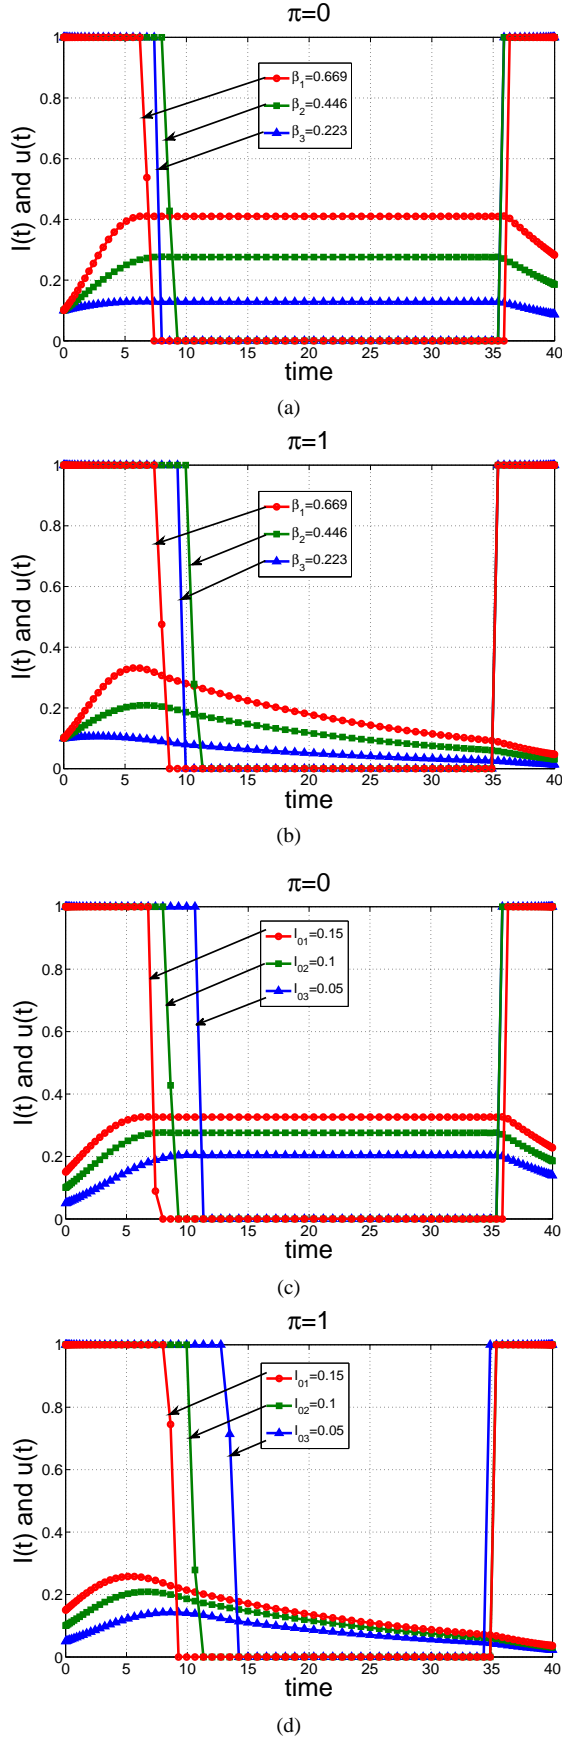 π=0
I(t) and u(t)
1
0.8
0.6
0.4
0.2
0
β1=0.669
β2=0.446
β3=0.223
0 5 10 15 20 25 30 35 40
time
(a)
π=1
I(t) and u(t)
1
0.8
0.6
0.4
0.2
0
β1=0.669
β2=0.446
β3=0.223
0 5 10 15 20 25 30 35 40
time
(b)
π=0
I(t) and u(t)
1
0.8
0.6
0.4
0.2
0
I01=0.15
I02=0.1
I03=0.05
0 5 10 15 20 25 30 35 40
time
(c)
π=1
I(t) and u(t)
1
0.8
0.6
0.4
0.2
0
I01=0.15
I02=0.1
I03=0.05
0 5 10 15 20 25 30 35 40
time
(d)